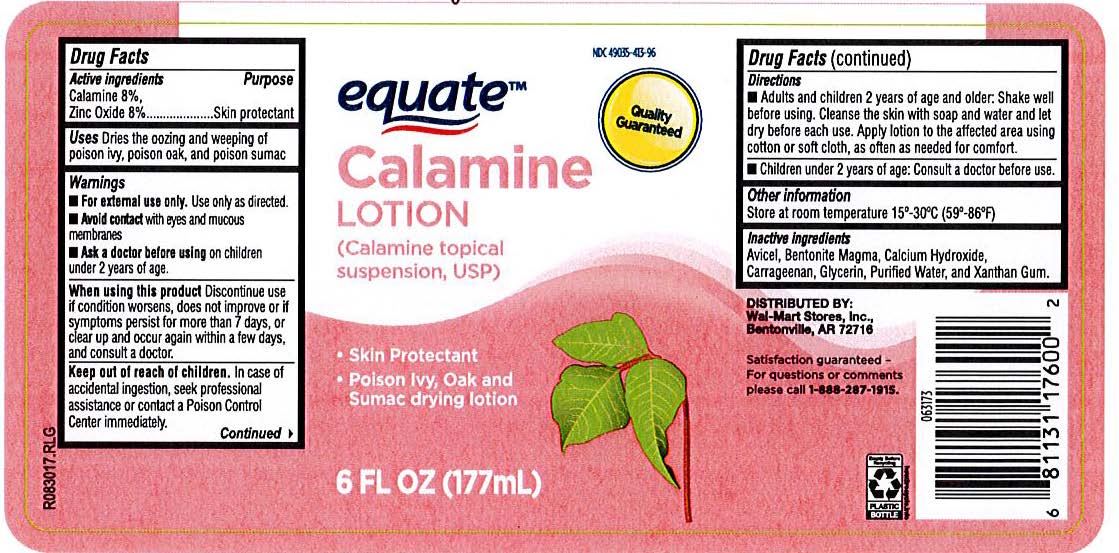 Drug Facts
Active ingredients Purpose
Calamine 8%,
Zinc Oxide 8%....................Skin protectant
Uses Dries the oozing and weeping of
poison ivy, poison oak, and poison sumac
Warnings
■ For external use only. Use only as directed.
■ Avoid contact with eyes and mucous
membranes
■ Ask a doctor before using on children
under 2 years of age.
When using this product Discontinue use
if condition worsens, does not improve or if
symptoms persist for more than 7 days, or
clear up and occur again within a few days,
and consult a doctor.
Keep out of reach of children. In case of
accidental ingestion, seek professional
assistance or contact a Poison Control
Center immediately.
Continued
R083017.RLG
NDC 49035-413-96
equate™
Quality
Guaranteed
Calamine
LOTION
(Calamine topical
suspension, USP)
• Skin Protectant
• Poison Ivy, Oak and
Sumac drying lotion
6 FL OZ (177mL)
Drug Facts (continued)
Directions
■ Adults and children 2 years of age and older: Shake well
before using. Cleanse the skin with soap and water and let
dry before each use. Apply lotion to the affected area using
cotton or soft cloth, as often as needed for comfort.
■ Children under 2 years of age: Consult a doctor before use.
Other information
Store at room temperature 15º-30ºC (59º-86ºF)
Inactive ingredients
Avicel, Bentonite Magma, Calcium Hydroxide,
Carrageenan, Glycerin, Purified Water, and Xanthan Gum.
DISTRIBUTED BY:
Wal-Mart Stores, Inc.,
Bentonville, AR 72716
Satisfaction guaranteed –
For questions or comments
please call 1-888-287-1915.
063173
6 81131 17600 2
Empty Before
Recycling
PLASTIC
BOTTLE